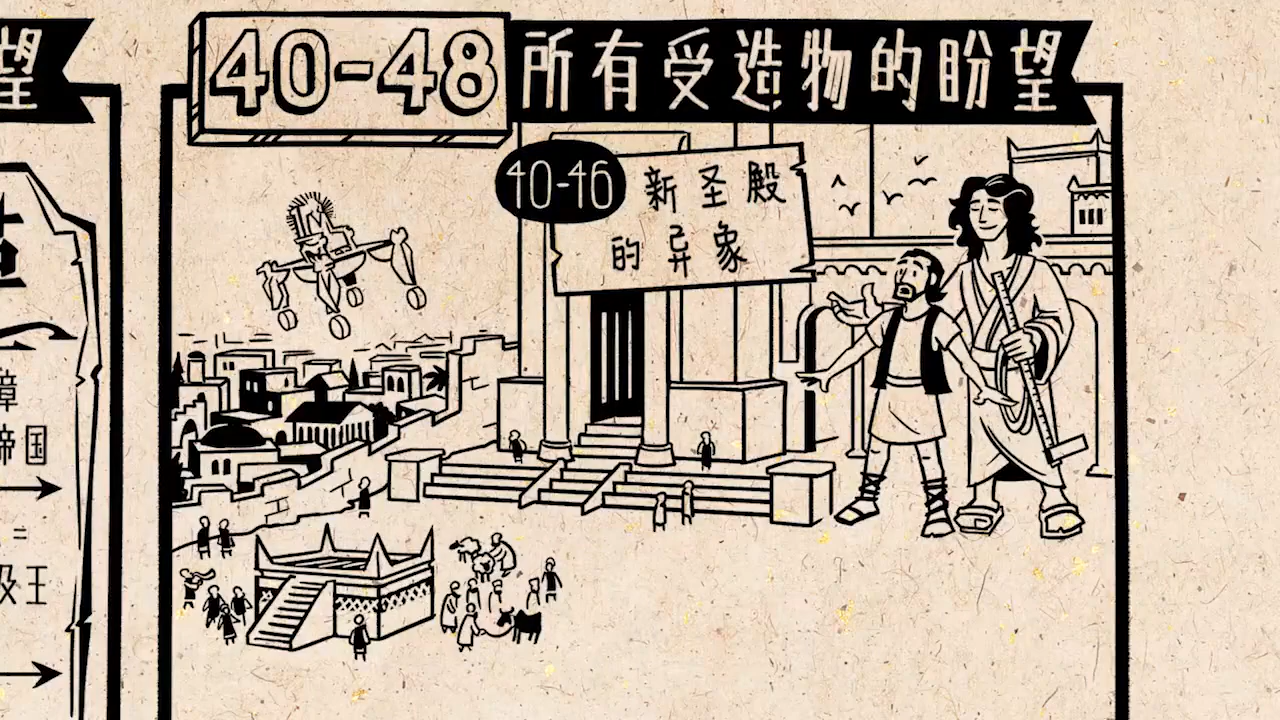 望
40-48 所有受造物的盼望
40-46 新圣殿
的异象
障
帝国
=
及王